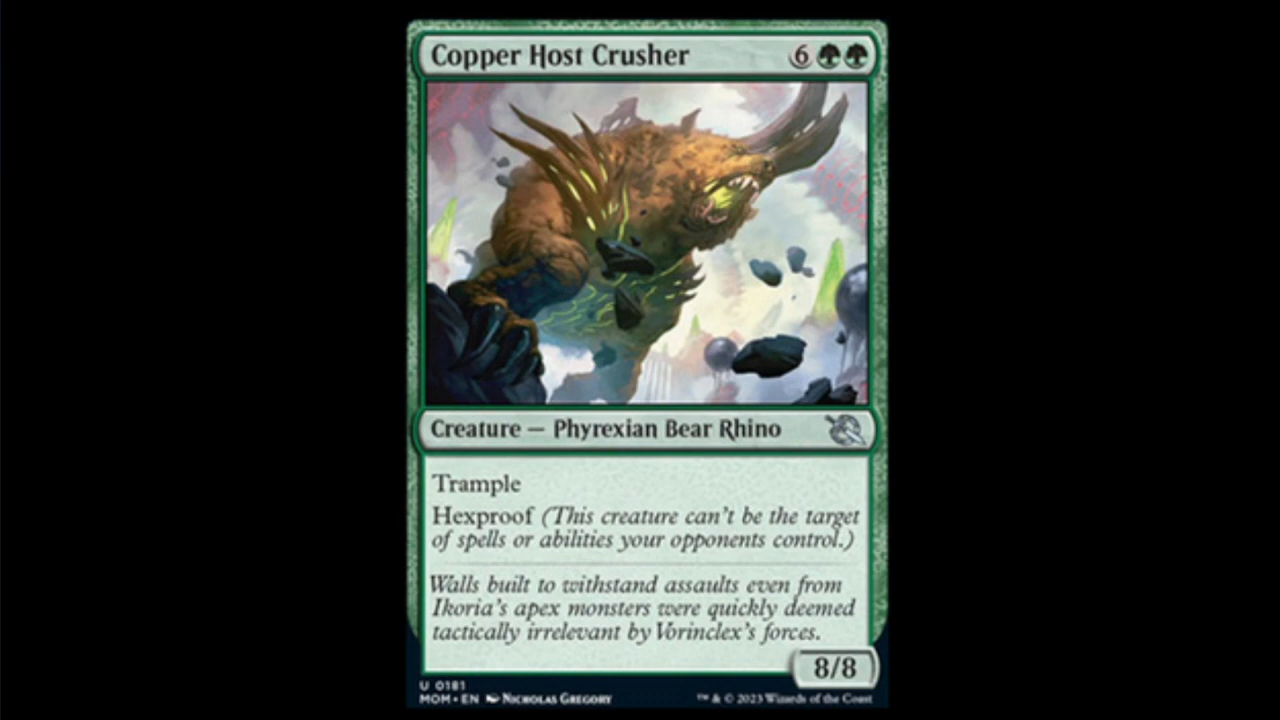 Copper Host Crusher 6
Creature — Phyrexian Bear Rhino
Trample
Hexproof (This creature can't be the target
of spells or abilities your opponents control.)
Walls built to withstand assaults even from
Ikoria's apex monsters were quickly deemed
tactically irrelevant by Vorinclex's forces.
8/8
U 0181
MOM • EN Nicholas Gregory ™ & © 2023 Wizards of the Coast